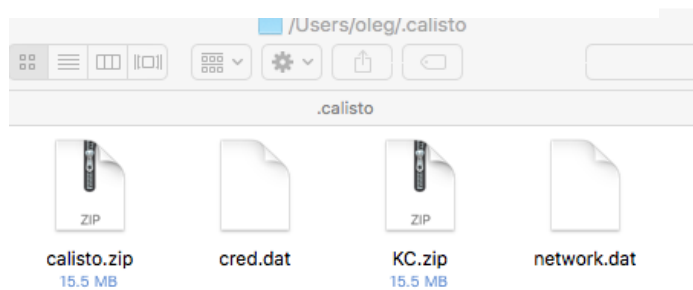 /Users/oleg/.calisto
.calisto
ZIP
ZIP
calisto.zip cred.dat KC.zip network.dat
15.5 MB 15.5 MB